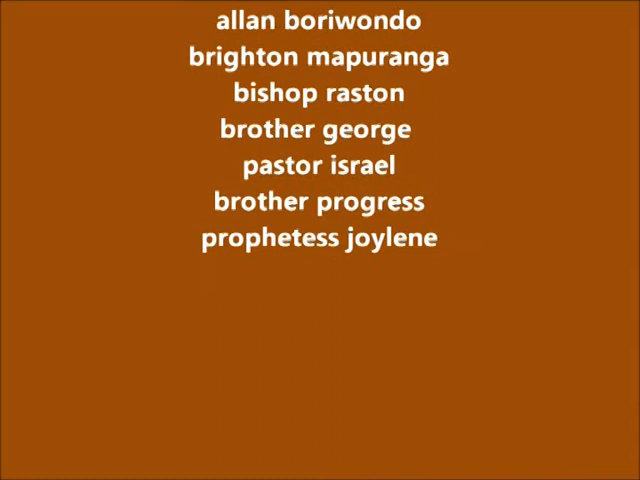 allan boriwondo
brighton mapuranga
bishop raston
brother george
pastor israel
brother progress
prophetess joylene